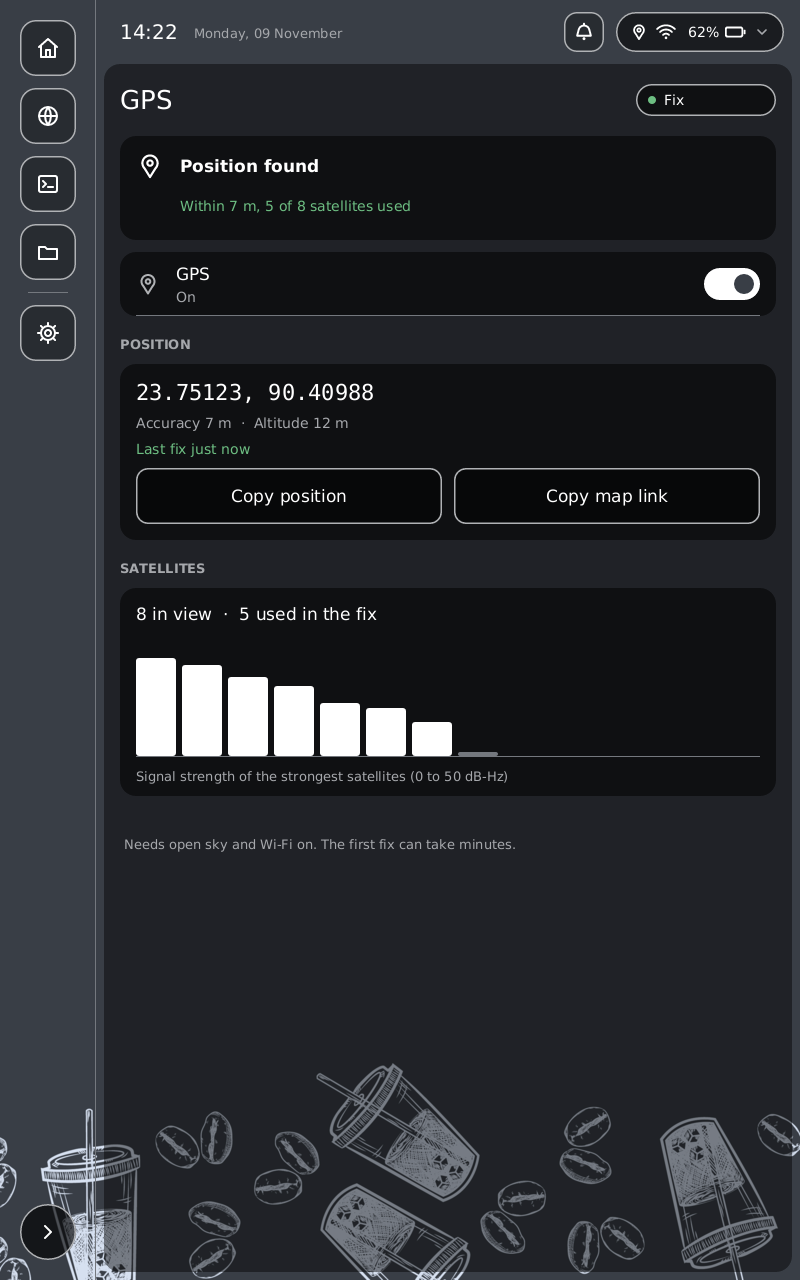 14:22 Monday, 09 November 62%
GPS Fix
Position found
Within 7 m, 5 of 8 satellites used
GPS
On
POSITION
23.75123, 90.40988
Accuracy 7 m · Altitude 12 m
Last fix just now
Copy position Copy map link
SATELLITES
8 in view · 5 used in the fix
Signal strength of the strongest satellites (0 to 50 dB-Hz)
Needs open sky and Wi-Fi on. The first fix can take minutes.